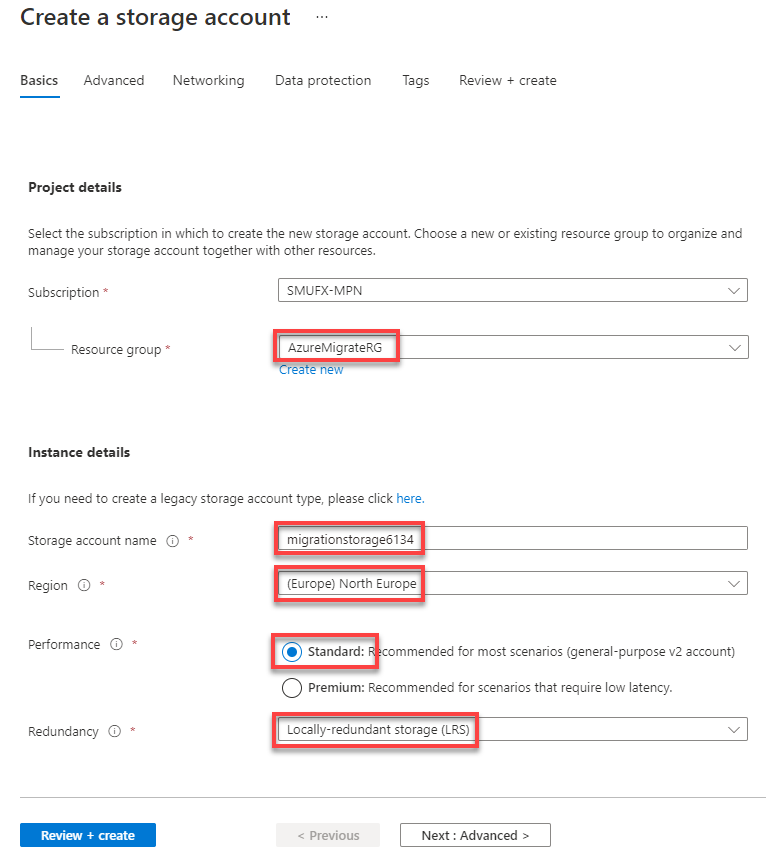 Create a storage account ...
Basics Advanced Networking Data protection Tags Review + create
Project details
Select the subscription in which to create the new storage account. Choose a new or existing resource group to organize and
manage your storage account together with other resources.
Subscription * SMUFX-MPN
Resource group * AzureMigrateRG
Create new
Instance details
If you need to create a legacy storage account type, please click here.
Storage account name * migrationstorage6134
Region * (Europe) North Europe
Performance * Standard: Recommended for most scenarios (general-purpose v2 account)
Premium: Recommended for scenarios that require low latency.
Redundancy * Locally-redundant storage (LRS)
Review + create < Previous Next : Advanced >